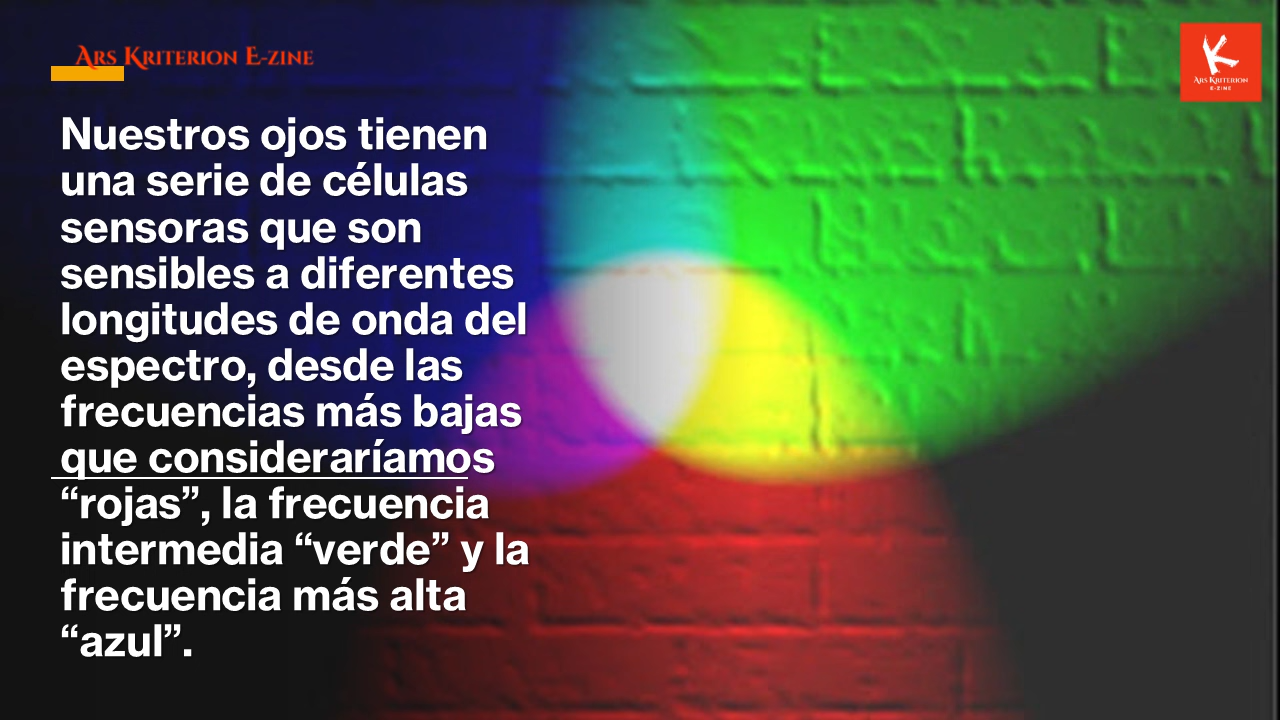 Ars Kriterion E-zine
Nuestros ojos tienen
una serie de células
sensoras que son
sensibles a diferentes
longitudes de onda del
espectro, desde las
frecuencias más bajas
que consideraríamos
“rojas”, la frecuencia
intermedia “verde” y la
frecuencia más alta
“azul”.
K
Ars Kriterion
E-zine